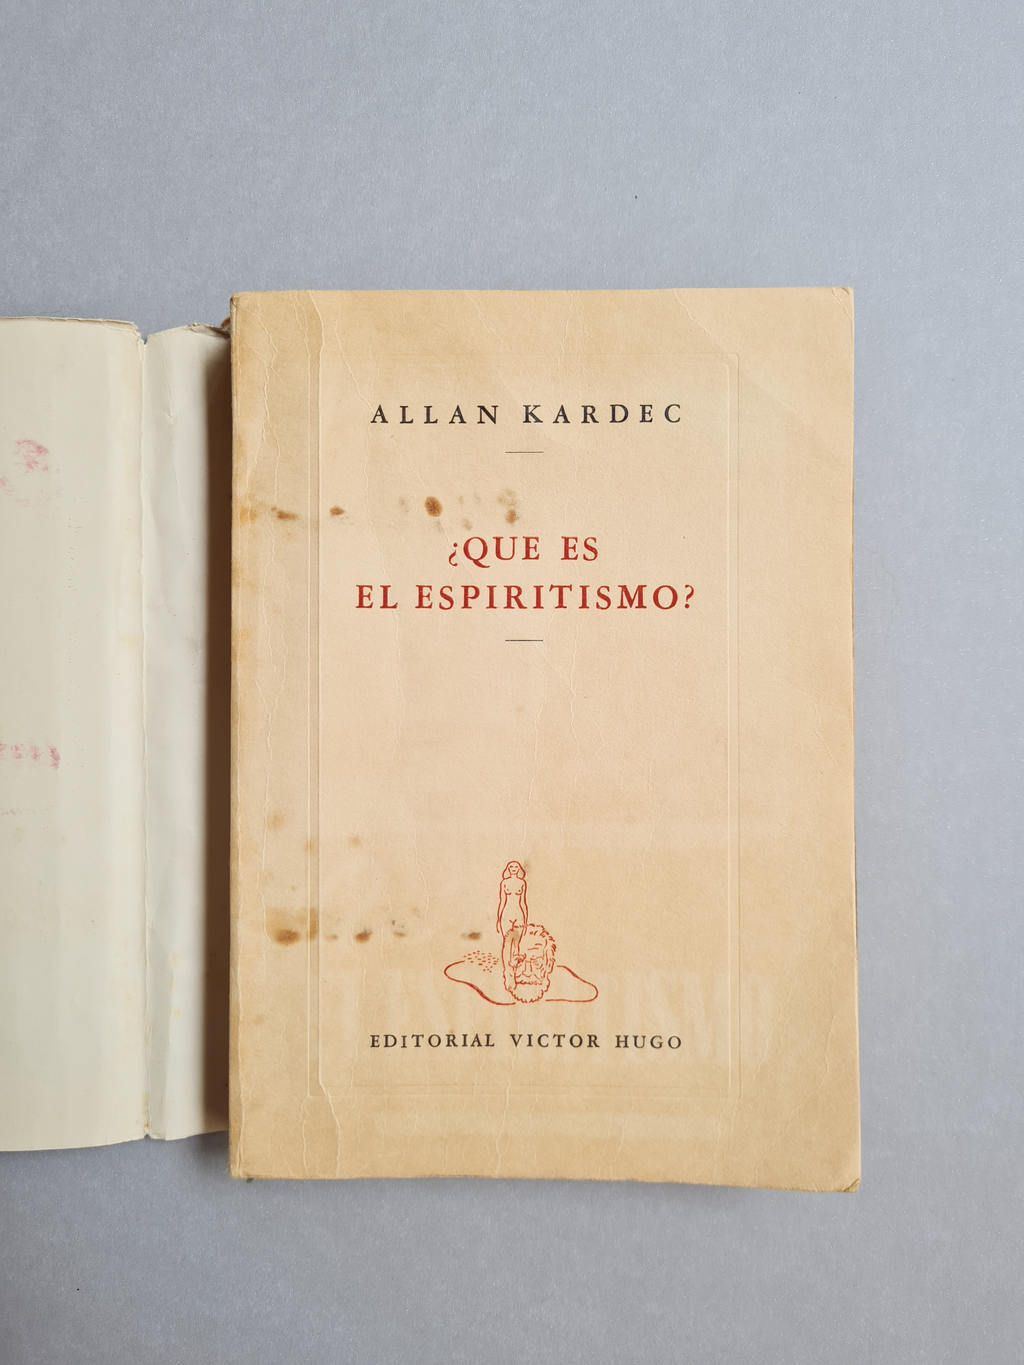 ALLAN KARDEC
¿QUE ES
EL ESPIRITISMO?
EDITORIAL VICTOR HUGO